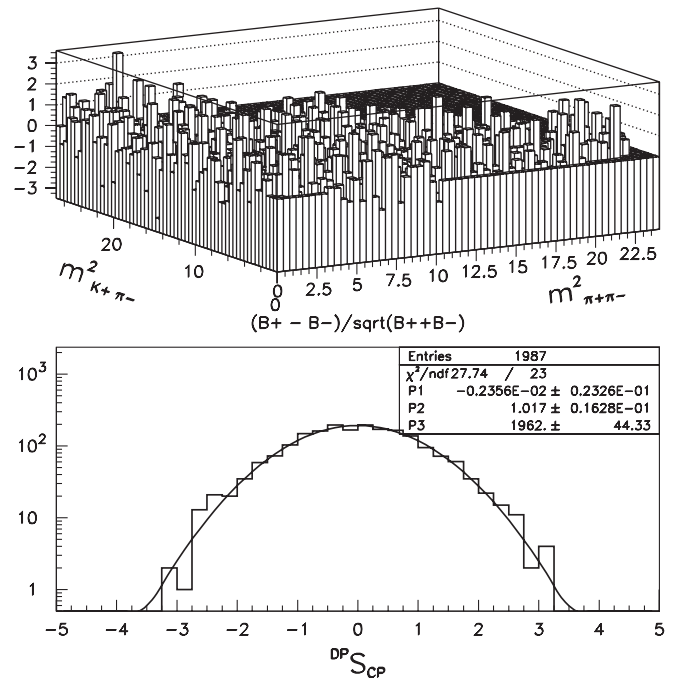 3
2
1
0
−1
−2
−3
20
10
m²K+π−
0
0
2.5
5
7.5
10
12.5
15
17.5
20
22.5
m²π+π−
(B+ − B−)/sqrt(B++B−)
10³
10²
10
1
Entries 1987
χ²/ndf 27.74 / 23
P1 −0.2356E−02 ± 0.2326E−01
P2 1.017 ± 0.1628E−01
P3 1962. ± 44.33
−5 −4 −3 −2 −1 0 1 2 3 4 5
DPSCP